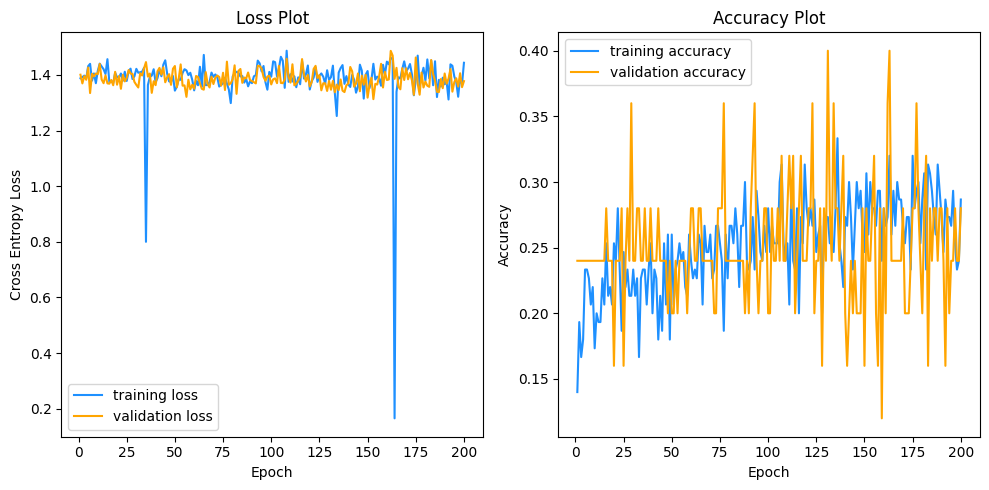 Loss Plot
Cross Entropy Loss
1.4
1.2
1.0
0.8
0.6
0.4
0.2
training loss
validation loss
0 25 50 75 100 125 150 175 200
Epoch
Accuracy Plot
Accuracy
0.40
0.35
0.30
0.25
0.20
0.15
training accuracy
validation accuracy
0 25 50 75 100 125 150 175 200
Epoch